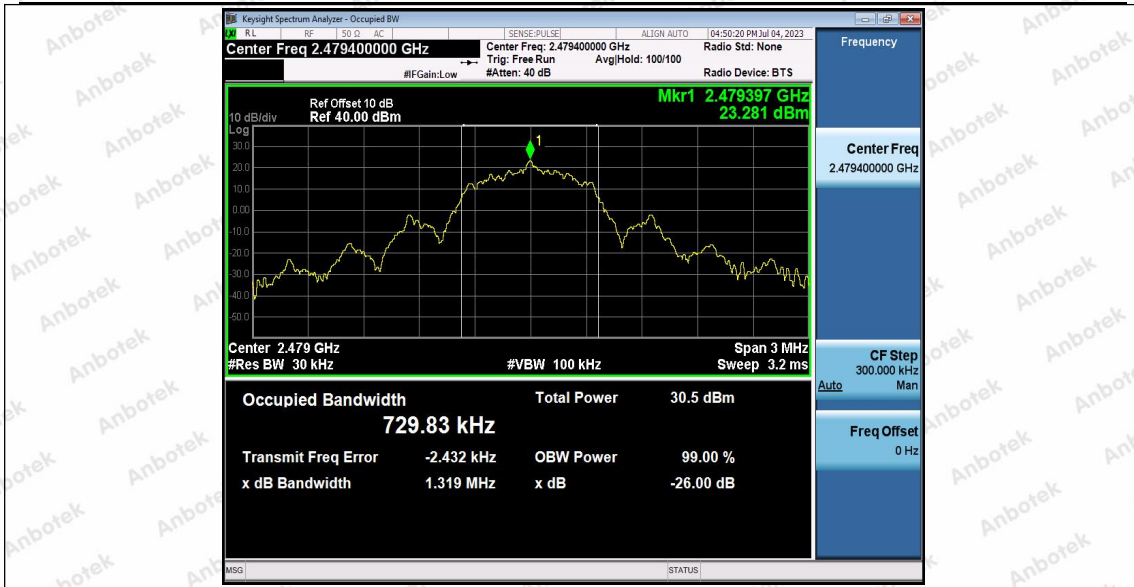 Keysight Spectrum Analyzer - Occupied BW
RL RF 50 Ω AC SENSE:PULSE ALIGN AUTO 04:50:20 PM Jul 04, 2023
Center Freq 2.479400000 GHz
Center Freq: 2.479400000 GHz
Radio Std: None
Trig: Free Run Avg|Hold: 100/100
#IFGain:Low #Atten: 40 dB
Radio Device: BTS
Mkr1 2.479397 GHz
23.281 dBm
Ref Offset 10 dB
10 dB/div Ref 40.00 dBm
Log
30.0
20.0
10.0
0.00
-10.0
-20.0
-30.0
-40.0
-50.0
1
Center 2.479 GHz Span 3 MHz
#Res BW 30 kHz #VBW 100 kHz Sweep 3.2 ms
Occupied Bandwidth Total Power 30.5 dBm
729.83 kHz
Transmit Freq Error -2.432 kHz OBW Power 99.00 %
x dB Bandwidth 1.319 MHz x dB -26.00 dB
MSG STATUS
Frequency
Center Freq
2.479400000 GHz
CF Step
300.000 kHz
Auto Man
Freq Offset
0 Hz
Anbotek